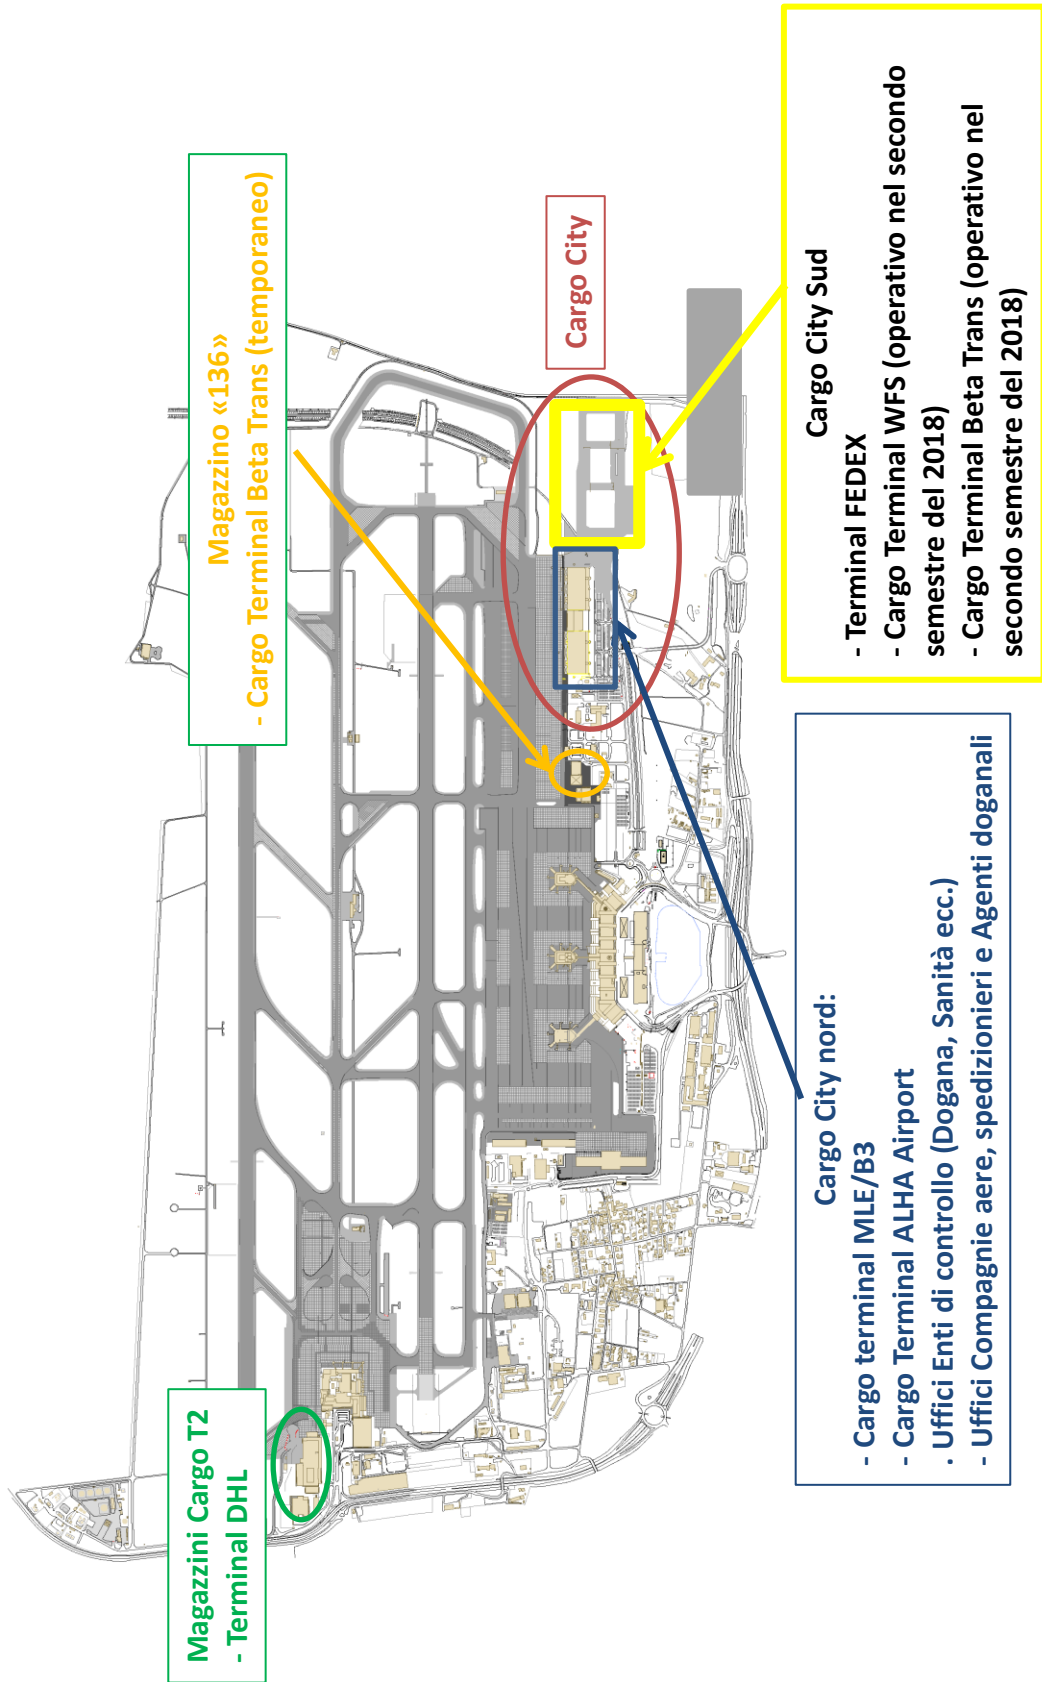 Magazzini Cargo T2
- Terminal DHL
Magazzino «136»
- Cargo Terminal Beta Trans (temporaneo)
Cargo City
Cargo City nord:
- Cargo terminal MLE/B3
- Cargo Terminal ALHA Airport
. Uffici Enti di controllo (Dogana, Sanità ecc.)
- Uffici Compagnie aere, spedizionieri e Agenti doganali
Cargo City Sud
- Terminal FEDEX
- Cargo Terminal WFS (operativo nel secondo
semestre del 2018)
- Cargo Terminal Beta Trans (operativo nel
secondo semestre del 2018)